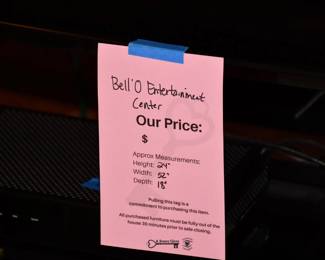 Bell'O Entertainment
Center
Our Price:
$
Approx Measurements:
Height: 24"
Width: 52"
Depth: 18"
Pulling this tag is a
commitment to purchasing this item.
All purchased furniture must be fully out of the
house 30 minutes prior to sale closing.